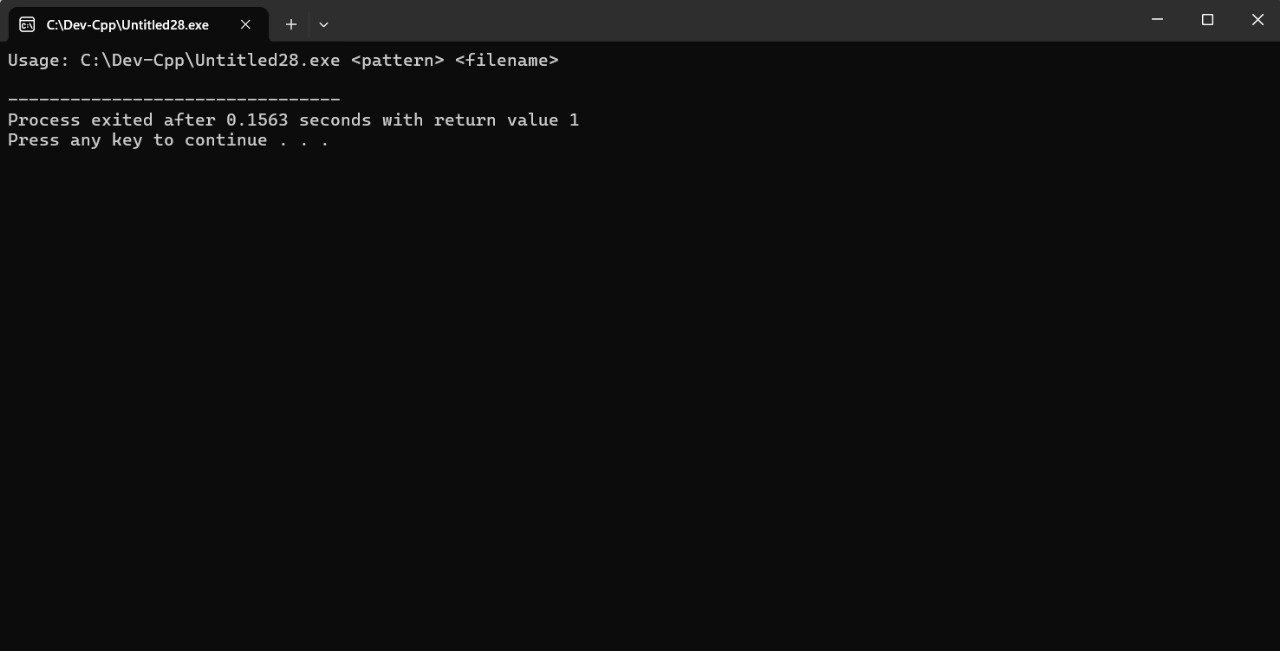 C:\Dev-Cpp\Untitled28.exe
Usage: C:\Dev-Cpp\Untitled28.exe <pattern> <filename>
--------------------------------
Process exited after 0.1563 seconds with return value 1
Press any key to continue . . .